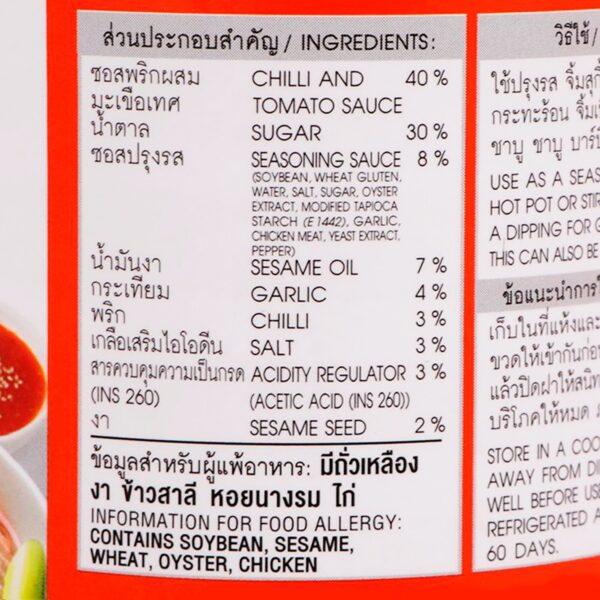 ส่วนประกอบสำคัญ / INGREDIENTS:
ซอสพริกผสม CHILLI AND 40 %
มะเขือเทศ TOMATO SAUCE
น้ำตาล SUGAR 30 %
ซอสปรุงรส SEASONING SAUCE 8 %
(SOYBEAN, WHEAT GLUTEN,
WATER, SALT, SUGAR, OYSTER
EXTRACT, MODIFIED TAPIOCA
STARCH (E 1442), GARLIC,
CHICKEN MEAT, YEAST EXTRACT,
PEPPER)
น้ำมันงา SESAME OIL 7 %
กระเทียม GARLIC 4 %
พริก CHILLI 3 %
เกลือเสริมไอโอดีน SALT 3 %
สารควบคุมความเป็นกรด ACIDITY REGULATOR 3 %
(INS 260) (ACETIC ACID (INS 260))
งา SESAME SEED 2 %
ข้อมูลสำหรับผู้แพ้อาหาร: มีถั่วเหลือง
งา ข้าวสาลี หอยนางรม ไก่
INFORMATION FOR FOOD ALLERGY:
CONTAINS SOYBEAN, SESAME,
WHEAT, OYSTER, CHICKEN
วิธีใช้ /
ใช้ปรุงรส จิ้มสุกี้
กระทะร้อน
ชาบู ชาบู
USE AS A
HOT POT OR
A DIPPING FOR
THIS CAN ALSO BE
ข้อแนะนำการ
เก็บในที่แห้งและ
ขวดให้เข้ากันก่อน
แล้วปิดฝาให้สนิท
บริโภคให้หมด
STORE IN A
AWAY FROM
WELL BEFORE
REFRIGERATED
60 DAYS.